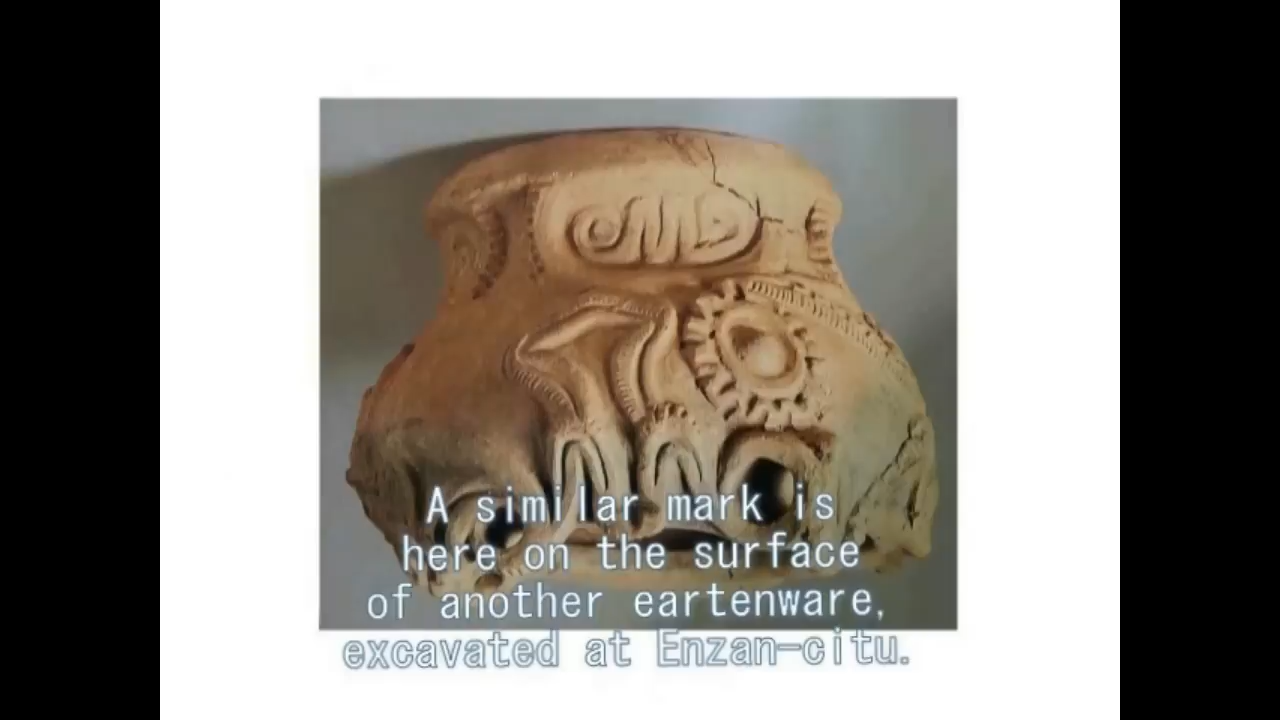 A similar mark is
here on the surface
of another eartenware,
excavated at Enzan-citu.